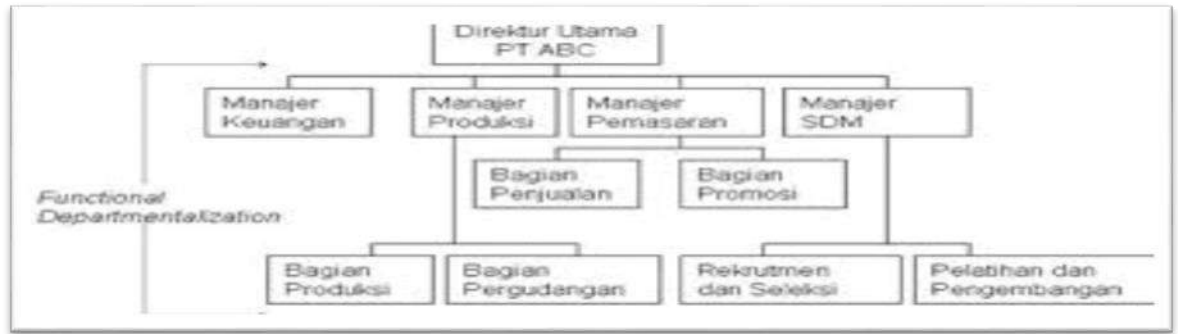 Direktur Utama
PT ABC
Manajer
Keuangan
Manajer
Produksi
Manajer
Pemasaran
Manajer
SDM
Bagian
Penjualan
Bagian
Promosi
Functional
Departmentalization
Bagian
Produksi
Bagian
Pergudangan
Rekrutmen
dan Seleksi
Pelatihan dan
Pengembangan